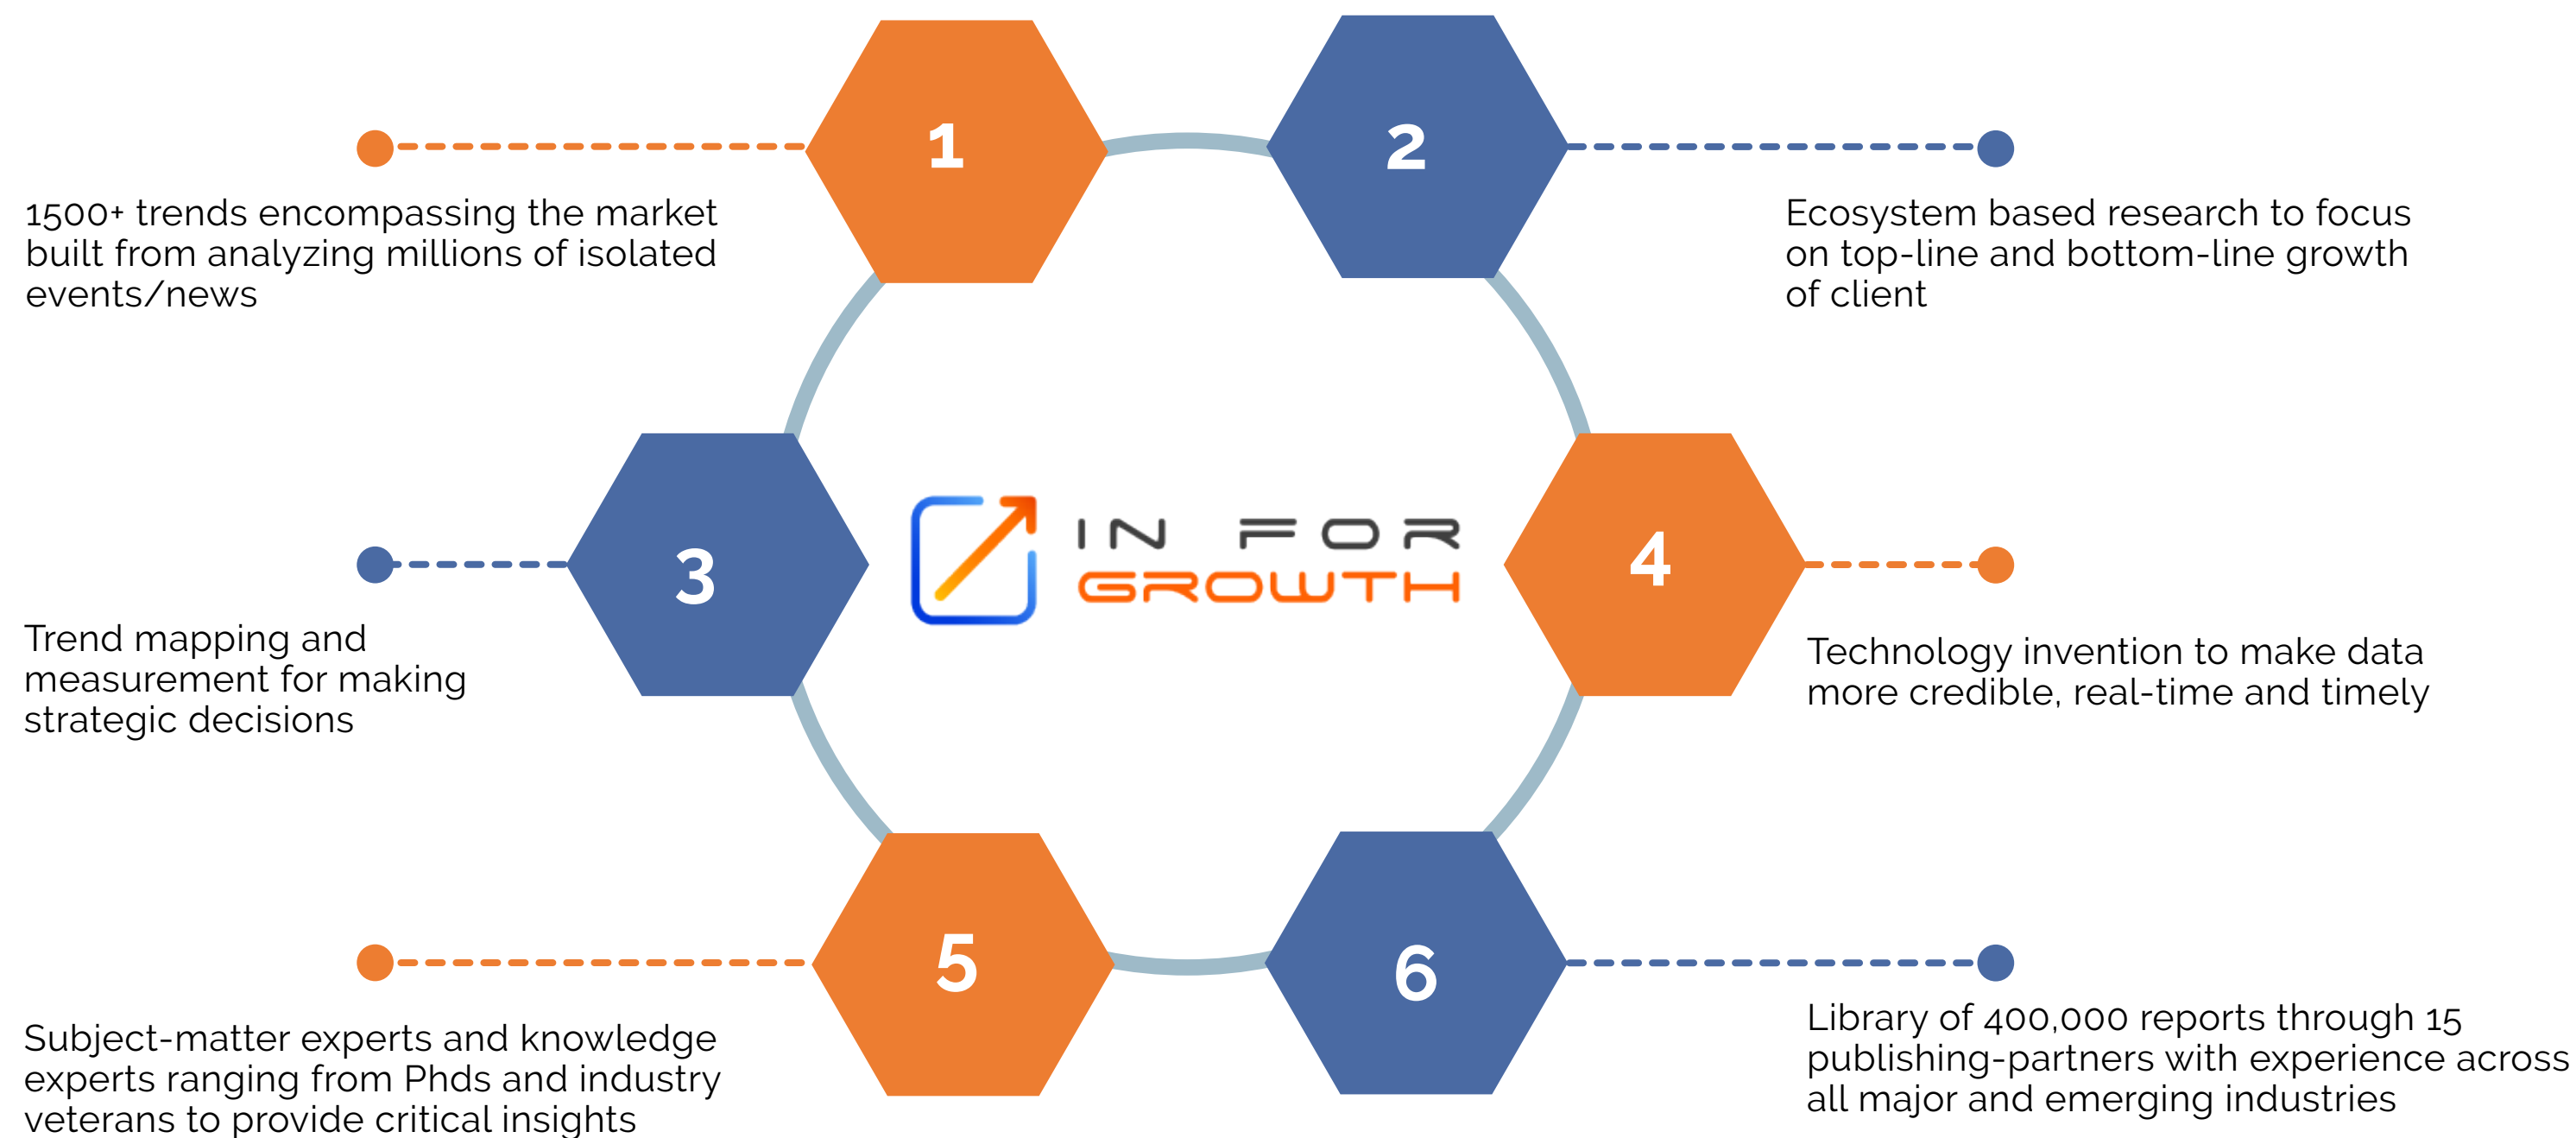 1
1500+ trends encompassing the market
built from analyzing millions of isolated
events/news
2
Ecosystem based research to focus
on top-line and bottom-line growth
of client
3
Trend mapping and
measurement for making
strategic decisions
IN FOR
GROWTH
4
Technology invention to make data
more credible, real-time and timely
5
Subject-matter experts and knowledge
experts ranging from Phds and industry
veterans to provide critical insights
6
Library of 400,000 reports through 15
publishing-partners with experience across
all major and emerging industries